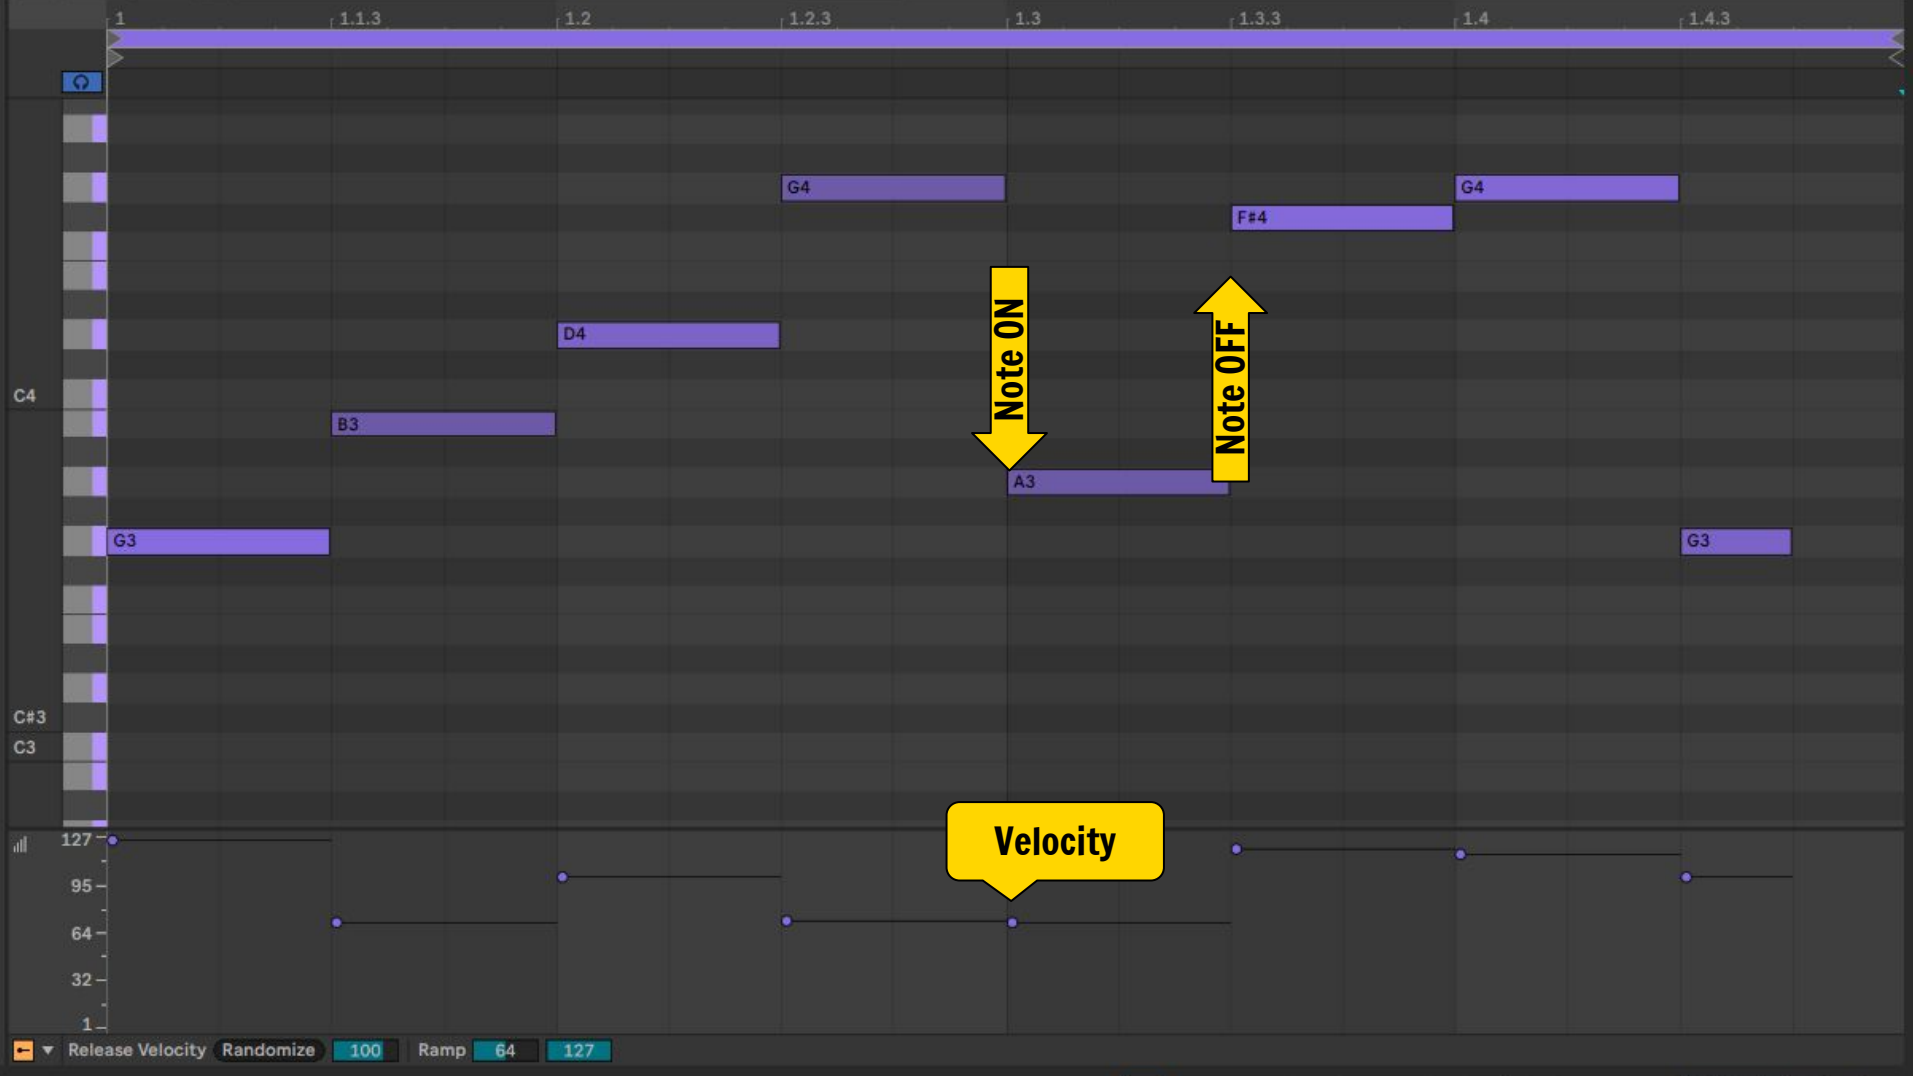 1 1.1.3 1.2 1.2.3 1.3 1.3.3 1.4 1.4.3
G4 G4
F#4
Note ON
Note OFF
D4
C4
B3
A3
G3 G3
C#3
C3
Velocity
127
95
64
32
1
Release Velocity Randomize 100 Ramp 64 127